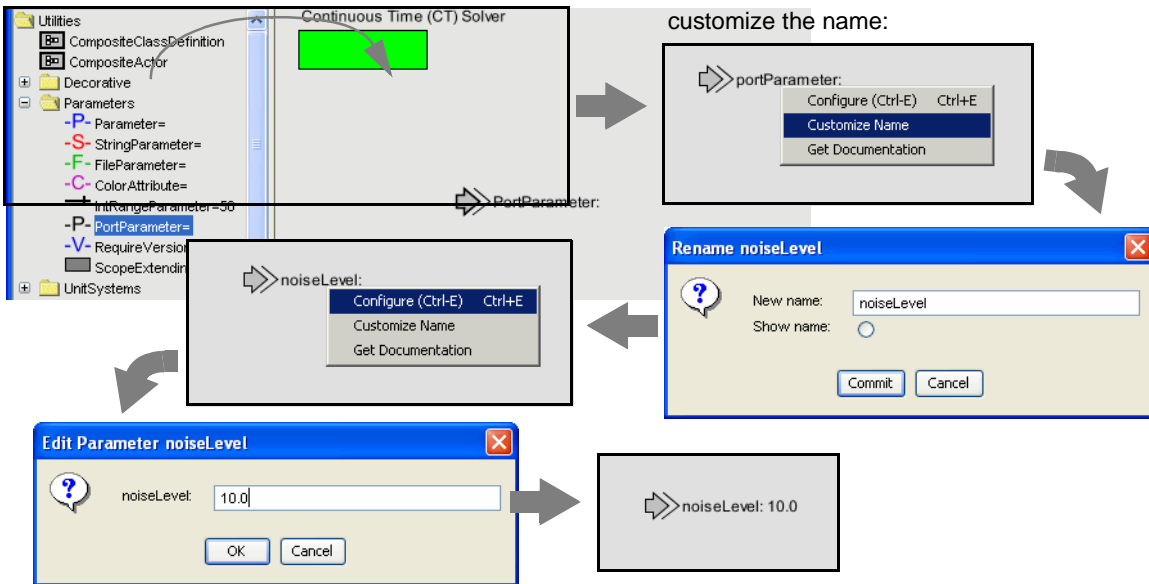 Utilities
CompositeClassDefinition
CompositeActor
Decorative
Parameters
-P- Parameter=
-S- StringParameter=
-F- FileParameter=
-C- ColorAttribute=
IntRangeParameter=50
-P- PortParameter=
-V- RequireVersion
ScopeExtendin
UnitSystems
Continuous Time (CT) Solver
PortParameter:
customize the name:
portParameter:
Configure (Ctrl-E) Ctrl+E
Customize Name
Get Documentation
Rename noiseLevel
New name: noiseLevel
Show name:
Commit Cancel
noiseLevel:
Configure (Ctrl-E) Ctrl+E
Customize Name
Get Documentation
Edit Parameter noiseLevel
noiseLevel: 10.0
OK Cancel
noiseLevel: 10.0